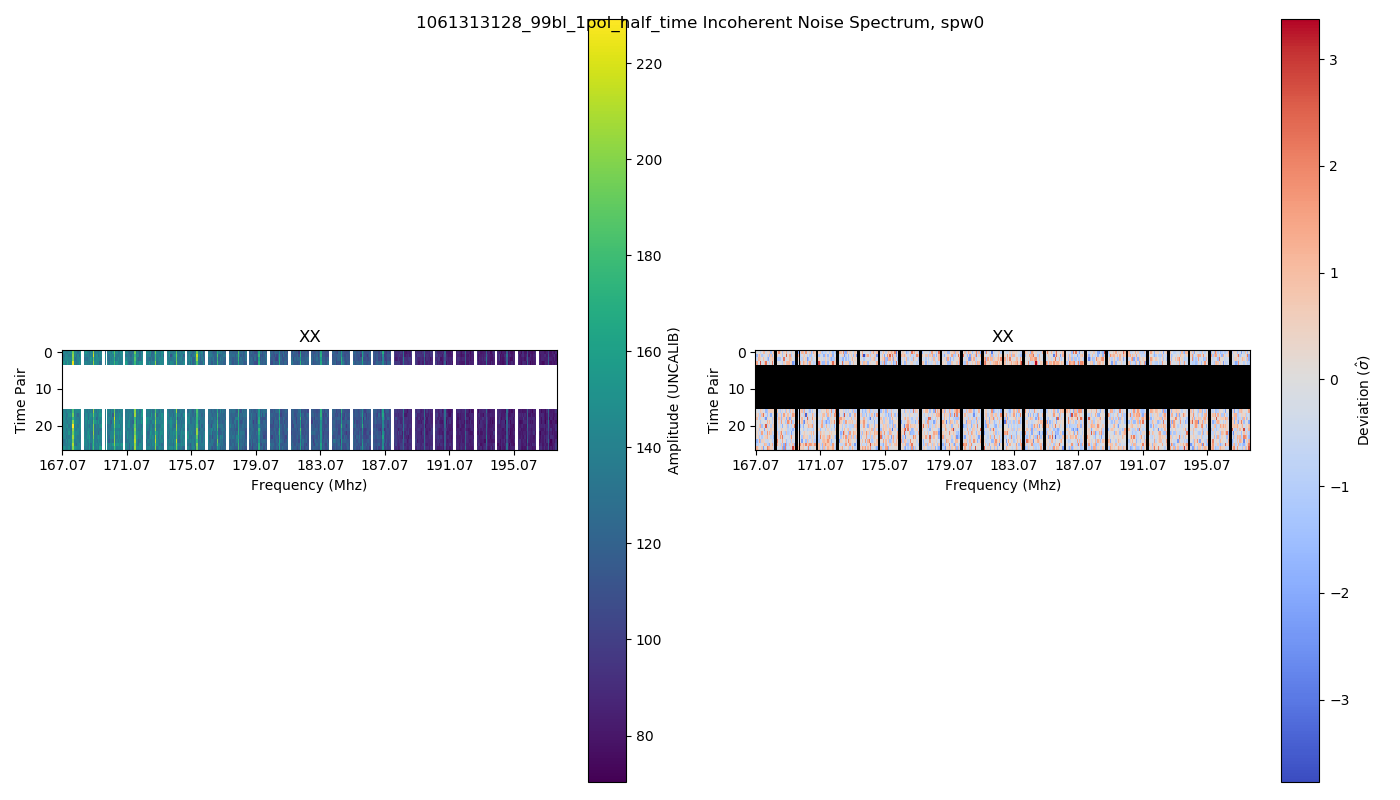 1061313128_99bl_1pol_half_time Incoherent Noise Spectrum, spw0
XX
0
10
20
Time Pair
167.07 171.07 175.07 179.07 183.07 187.07 191.07 195.07
Frequency (Mhz)
220
200
180
160
140
120
100
80
Amplitude (UNCALIB)
XX
0
10
20
Time Pair
167.07 171.07 175.07 179.07 183.07 187.07 191.07 195.07
Frequency (Mhz)
3
2
1
0
−1
−2
−3
Deviation (σ̂)